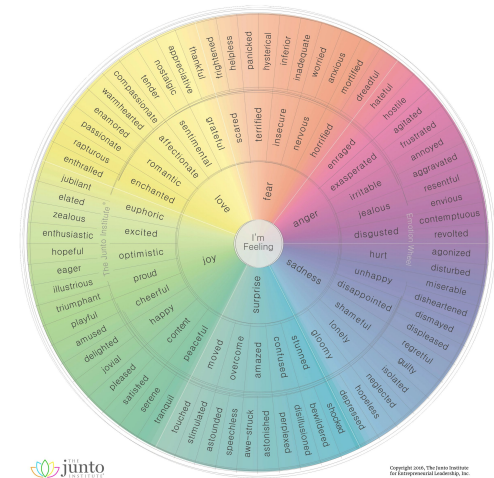 I'm
Feeling
fear
anger
sadness
surprise
joy
love
scared
terrified
insecure
nervous
horrified
enraged
exasperated
irritable
jealous
disgusted
hurt
unhappy
disappointed
shameful
lonely
gloomy
stunned
confused
amazed
overcome
moved
peaceful
content
happy
cheerful
proud
optimistic
excited
euphoric
enchanted
romantic
affectionate
sentimental
grateful
frightened
helpless
panicked
hysterical
inferior
inadequate
worried
anxious
mortified
dreadful
hateful
hostile
agitated
frustrated
annoyed
aggravated
resentful
envious
contemptuous
revolted
agonized
disturbed
miserable
disheartened
dismayed
displeased
regretful
guilty
isolated
neglected
hopeless
depressed
shocked
bewildered
disillusioned
perplexed
astonished
awe-struck
speechless
astounded
stimulated
touched
tranquil
serene
satisfied
pleased
jovial
delighted
amused
playful
triumphant
illustrious
eager
hopeful
enthusiastic
zealous
elated
jubilant
enthralled
rapturous
passionate
enamored
warmhearted
compassionate
tender
nostalgic
appreciative
thankful
The Junto Institute®
Emotion Wheel
THE
junto
INSTITUTE
Copyright 2016, The Junto Institute
for Entrepreneurial Leadership, Inc.